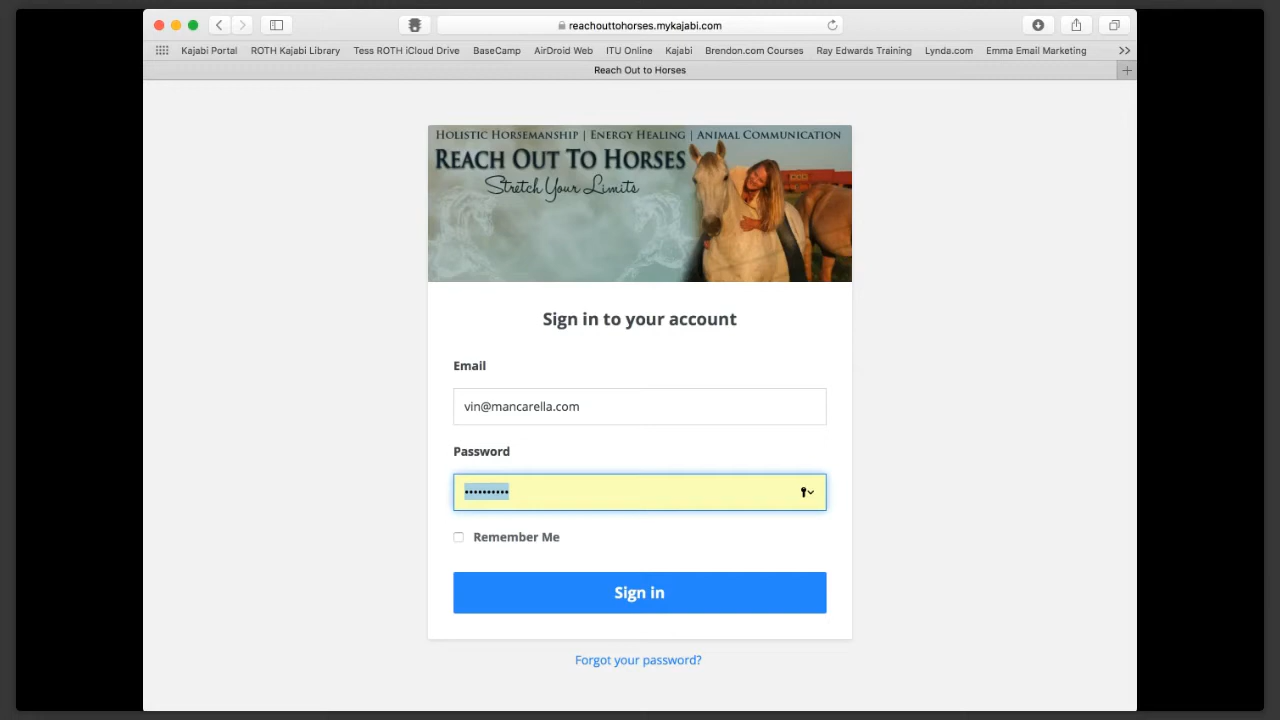 reachouttohorses.mykajabi.com
Kajabi Portal ROTH Kajabi Library Tess ROTH iCloud Drive BaseCamp AirDroid Web ITU Online Kajabi Brendon.com Courses Ray Edwards Training Lynda.com Emma Email Marketing
Reach Out to Horses
HOLISTIC HORSEMANSHIP | ENERGY HEALING | ANIMAL COMMUNICATION
REACH OUT TO HORSES
Stretch Your Limits
Sign in to your account
Email
vin@mancarella.com
Password
••••••••••
Remember Me
Sign in
Forgot your password?